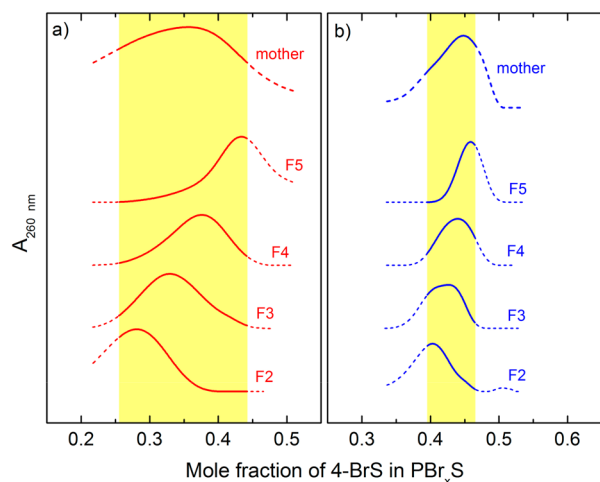 a)
mother
F5
F4
F3
F2
b)
mother
F5
F4
F3
F2
A260 nm
0.2 0.3 0.4 0.5
0.3 0.4 0.5 0.6
Mole fraction of 4-BrS in PBrxS